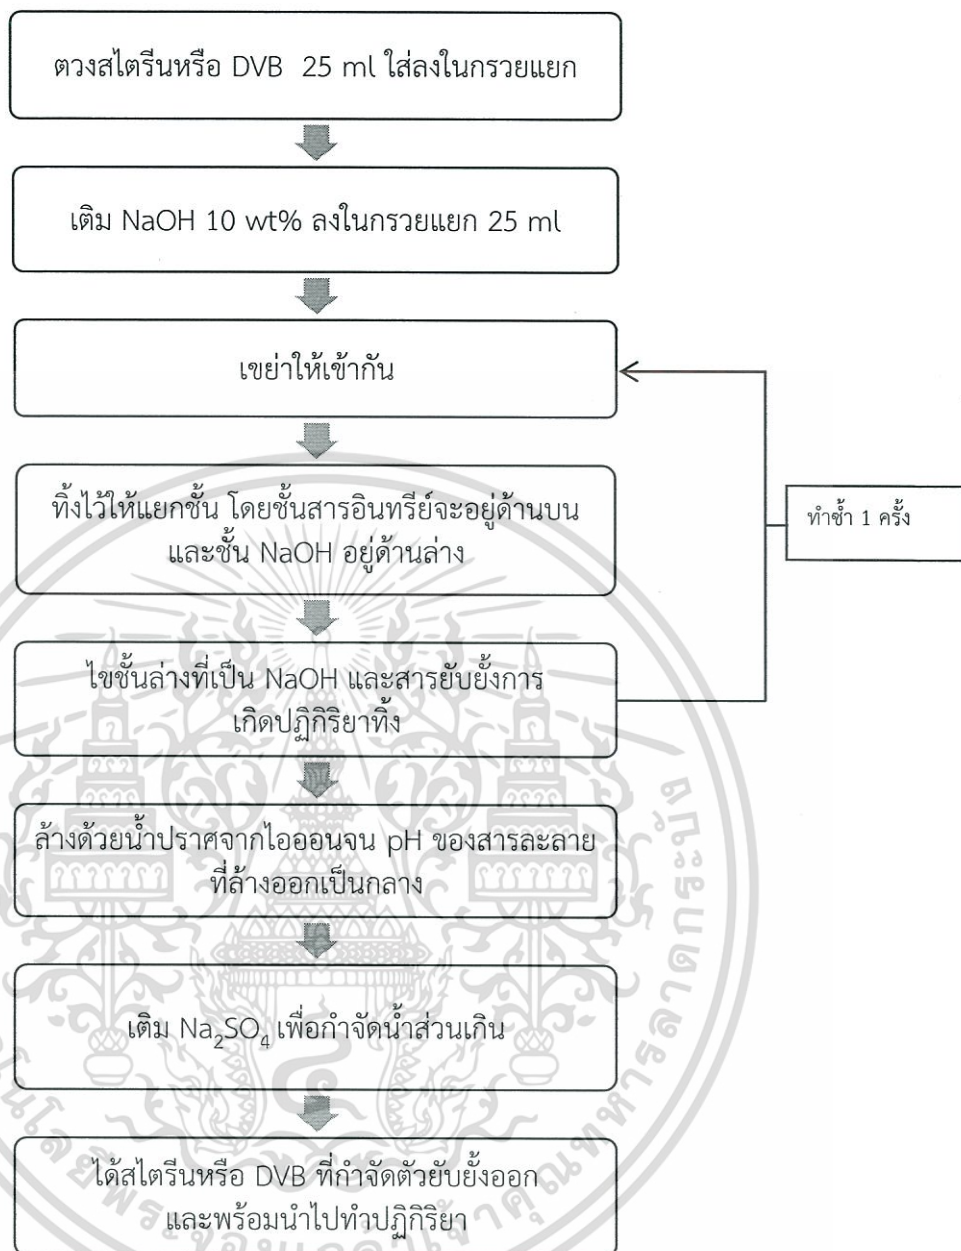 ตวงสไตรีนหรือ DVB 25 ml ใส่ลงในกรวยแยก
เติม NaOH 10 wt% ลงในกรวยแยก 25 ml
เขย่าให้เข้ากัน
ทิ้งไว้ให้แยกชั้น โดยชั้นสารอินทรีย์จะอยู่ด้านบน
และชั้น NaOH อยู่ด้านล่าง
ทำซ้ำ 1 ครั้ง
ไขชั้นล่างที่เป็น NaOH และสารยับยั้งการ
เกิดปฏิกิริยาทิ้ง
ล้างด้วยน้ำปราศจากไอออนจน pH ของสารละลาย
ที่ล้างออกเป็นกลาง
เติม Na₂SO₄ เพื่อกำจัดน้ำส่วนเกิน
ได้สไตรีนหรือ DVB ที่กำจัดตัวยับยั้งออก
และพร้อมนำไปทำปฏิกิริยา